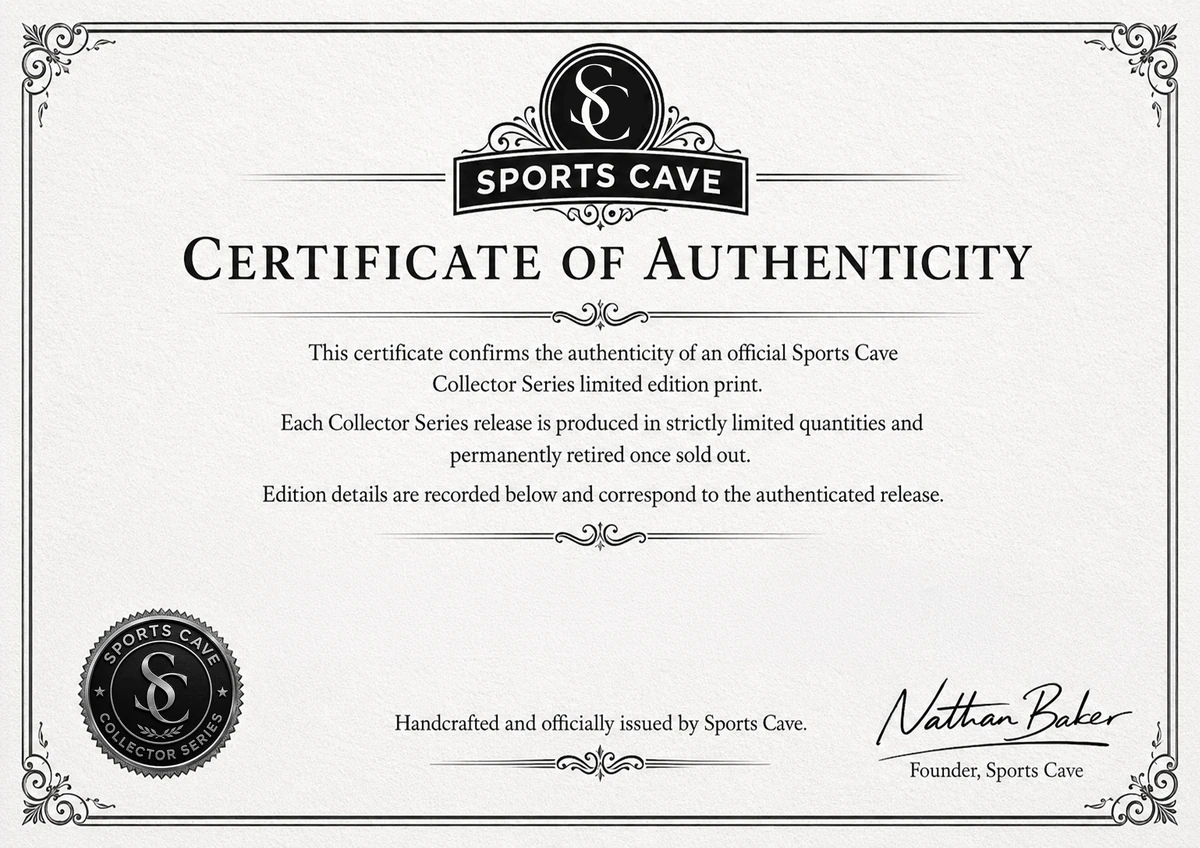 SC
SPORTS CAVE
CERTIFICATE OF AUTHENTICITY
This certificate confirms the authenticity of an official Sports Cave
Collector Series limited edition print.
Each Collector Series release is produced in strictly limited quantities and
permanently retired once sold out.
Edition details are recorded below and correspond to the authenticated release.
SPORTS CAVE
SC
COLLECTOR SERIES
Handcrafted and officially issued by Sports Cave.
Nathan Baker
Founder, Sports Cave